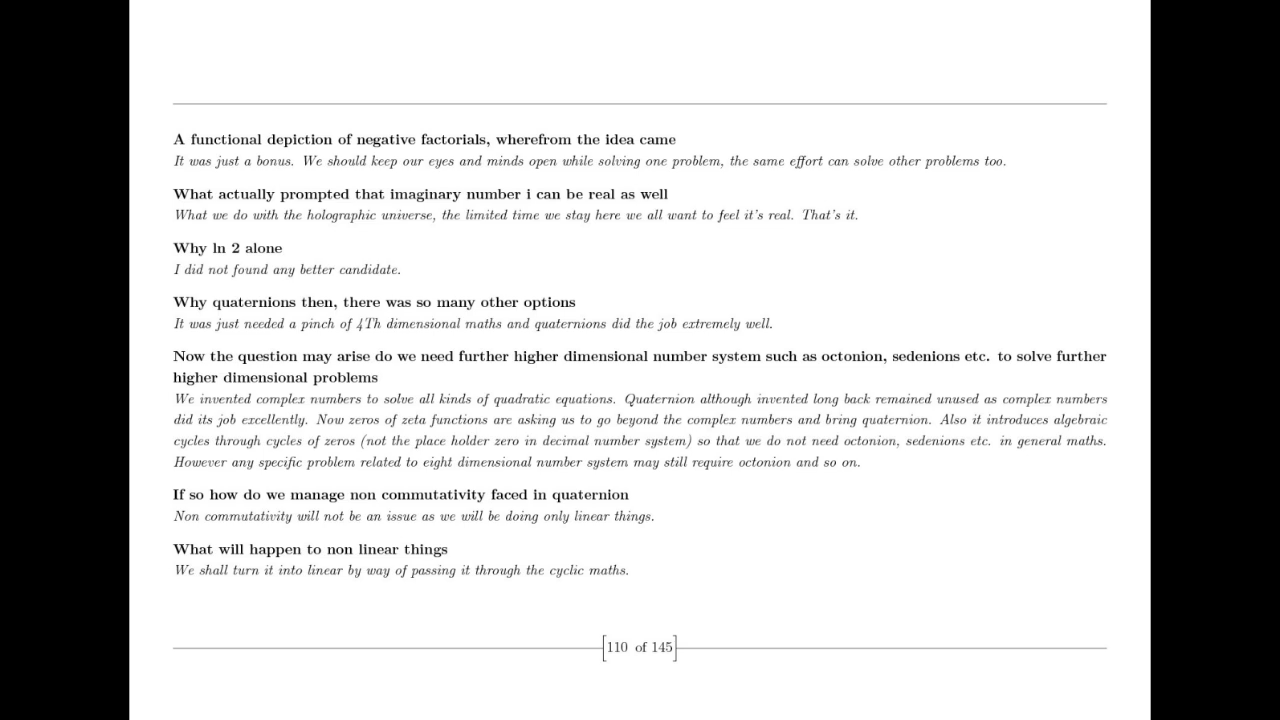 A functional depiction of negative factorials, wherefrom the idea came
It was just a bonus. We should keep our eyes and minds open while solving one problem, the same effort can solve other problems too.
What actually prompted that imaginary number i can be real as well
What we do with the holographic universe, the limited time we stay here we all want to feel it's real. That's it.
Why ln 2 alone
I did not found any better candidate.
Why quaternions then, there was so many other options
It was just needed a pinch of 4Th dimensional maths and quaternions did the job extremely well.
Now the question may arise do we need further higher dimensional number system such as octonion, sedenions etc. to solve further
higher dimensional problems
We invented complex numbers to solve all kinds of quadratic equations. Quaternion although invented long back remained unused as complex numbers
did its job excellently. Now zeros of zeta functions are asking us to go beyond the complex numbers and bring quaternion. Also it introduces algebraic
cycles through cycles of zeros (not the place holder zero in decimal number system) so that we do not need octonion, sedenions etc. in general maths.
However any specific problem related to eight dimensional number system may still require octonion and so on.
If so how do we manage non commutativity faced in quaternion
Non commutativity will not be an issue as we will be doing only linear things.
What will happen to non linear things
We shall turn it into linear by way of passing it through the cyclic maths.
[110 of 145]